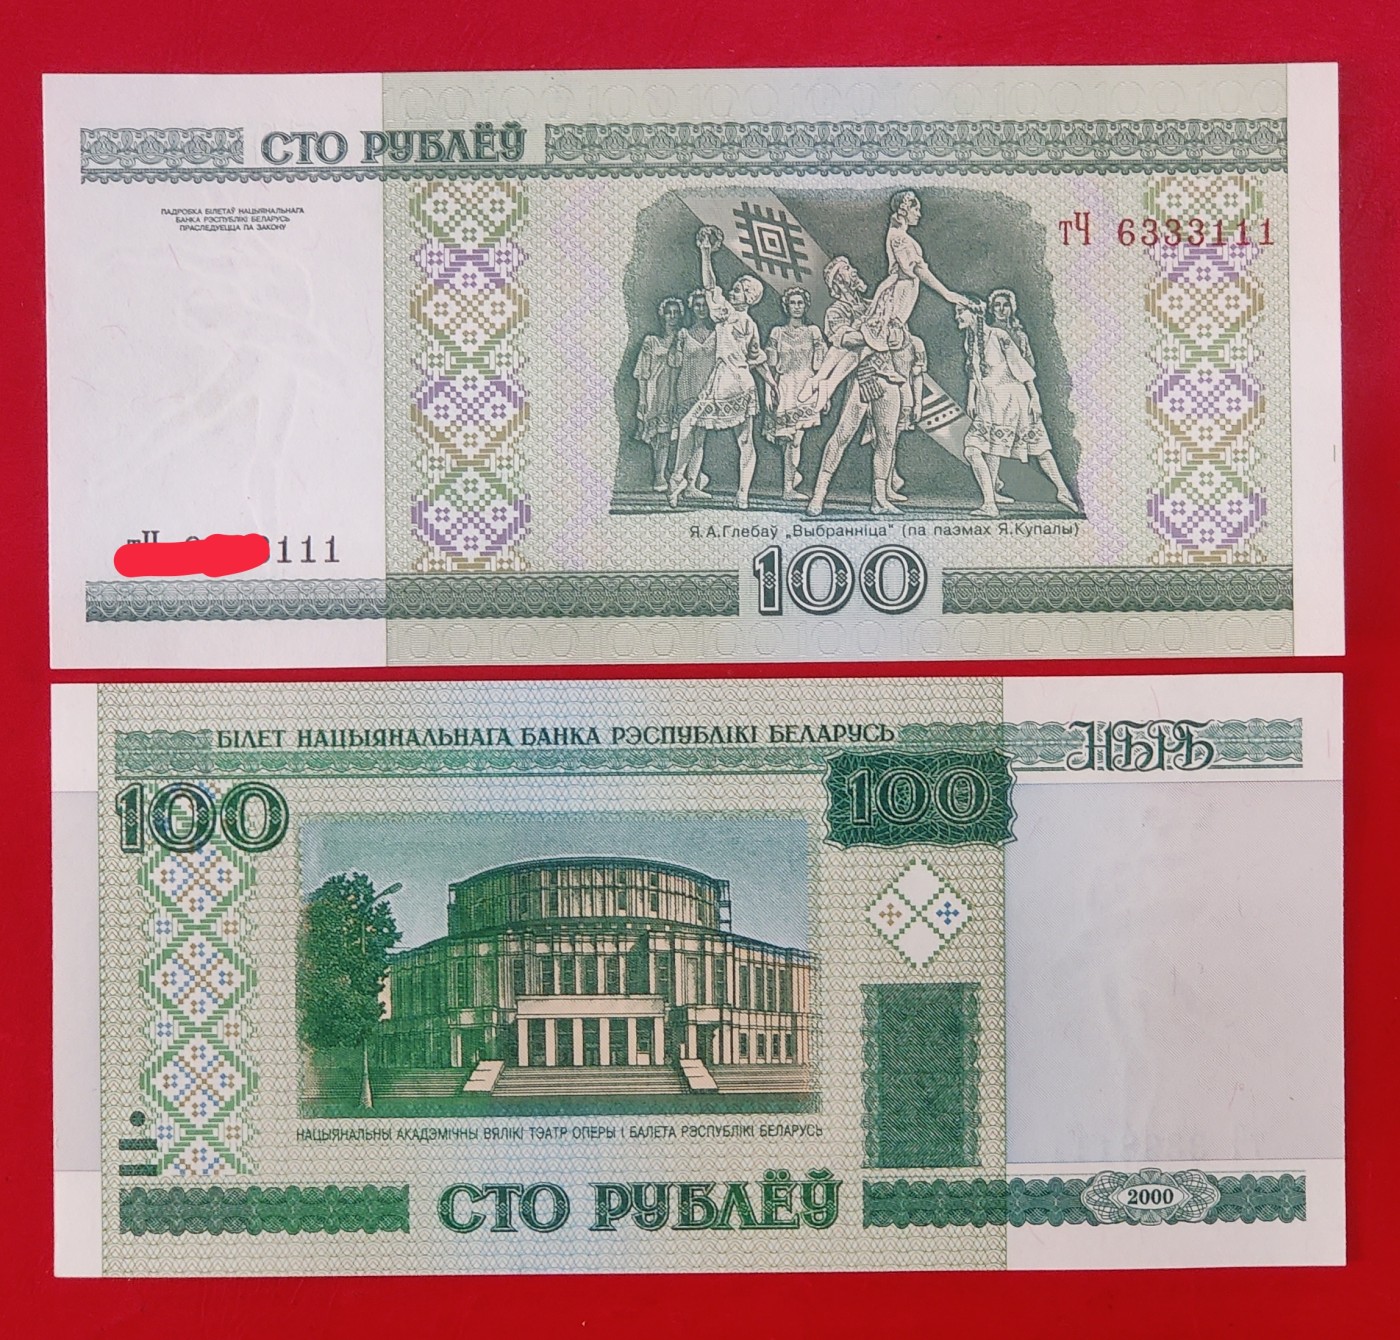 СТО РУБЛЁЎ
ПАДРОБКА БІЛЕТАЎ НАЦЫЯНАЛЬНАГА
БАНКА РЭСПУБЛІКІ БЕЛАРУСЬ
ПРАСЛЕДУЕЦЦА ПА ЗАКОНУ
тЧ 6333111
111
Я.А.Глебаў „Выбранніца" (па паэмах Я.Купалы)
100
БІЛЕТ НАЦЫЯНАЛЬНАГА БАНКА РЭСПУБЛІКІ БЕЛАРУСЬ
НБРБ
100
100
НАЦЫЯНАЛЬНЫ АКАДЭМІЧНЫ ВЯЛІКІ ТЭАТР ОПЕРЫ І БАЛЕТА РЭСПУБЛІКІ БЕЛАРУСЬ
СТО РУБЛЁЎ
2000